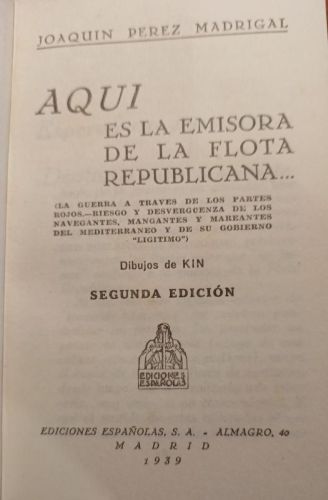 JOAQUIN PEREZ MADRIGAL
AQUI
ES LA EMISORA
DE LA FLOTA
REPUBLICANA...
(LA GUERRA A TRAVES DE LOS PARTES
ROJOS.—RIESGO Y DESVERGÜENZA DE LOS
NAVEGANTES, MANGANTES Y MAREANTES
DEL MEDITERRANEO Y DE SU GOBIERNO
"LIGITIMO")
Dibujos de KIN
SEGUNDA EDICIÓN
EDICIONES
ESPAÑOLAS
EDICIONES ESPAÑOLAS, S. A. - ALMAGRO, 40
MADRID
1939